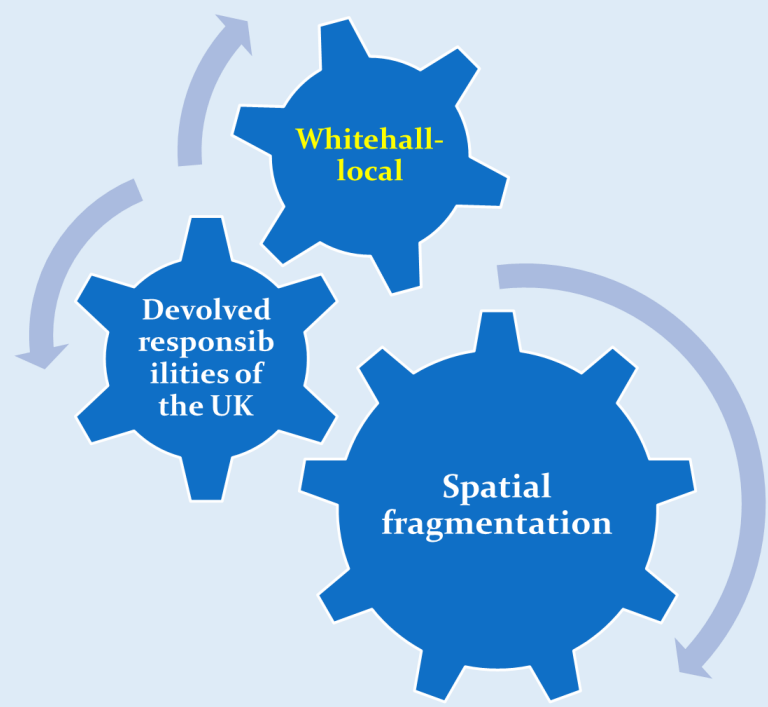 Whitehall-
local
Devolved
responsib
ilities of
the UK
Spatial
fragmentation